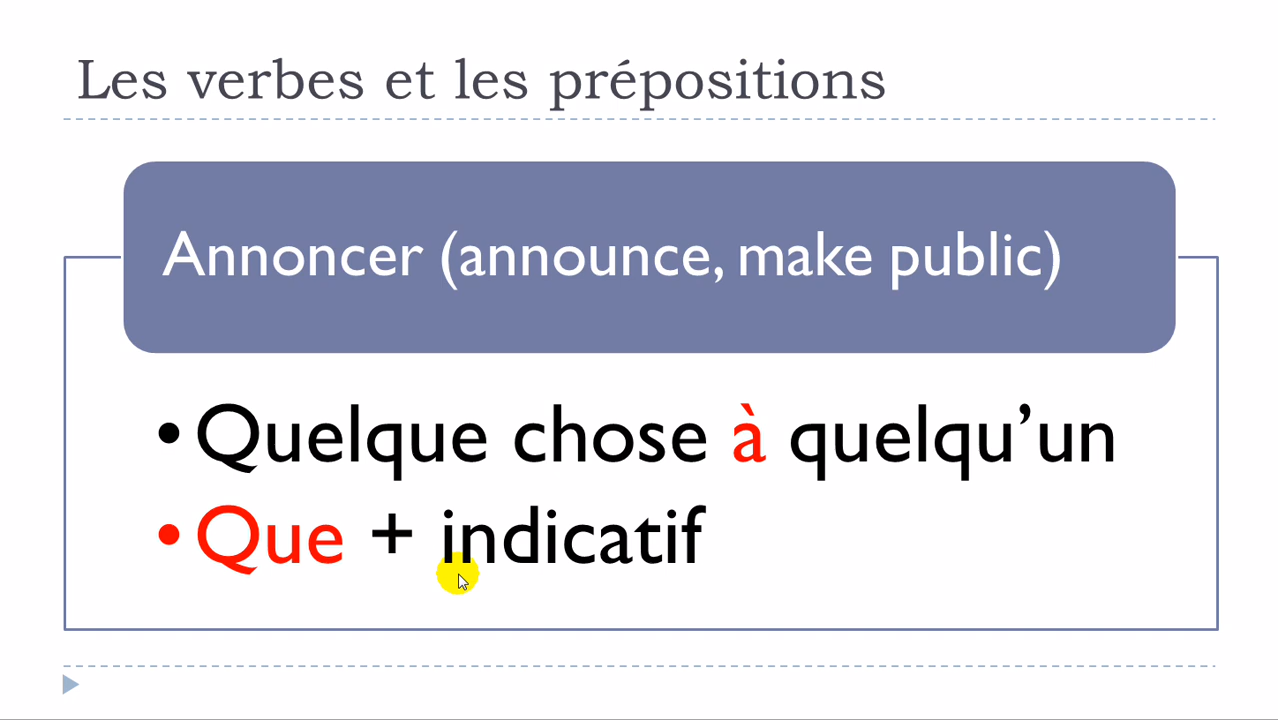 Les verbes et les prépositions
Annoncer (announce, make public)
• Quelque chose à quelqu’un
• Que + indicatif